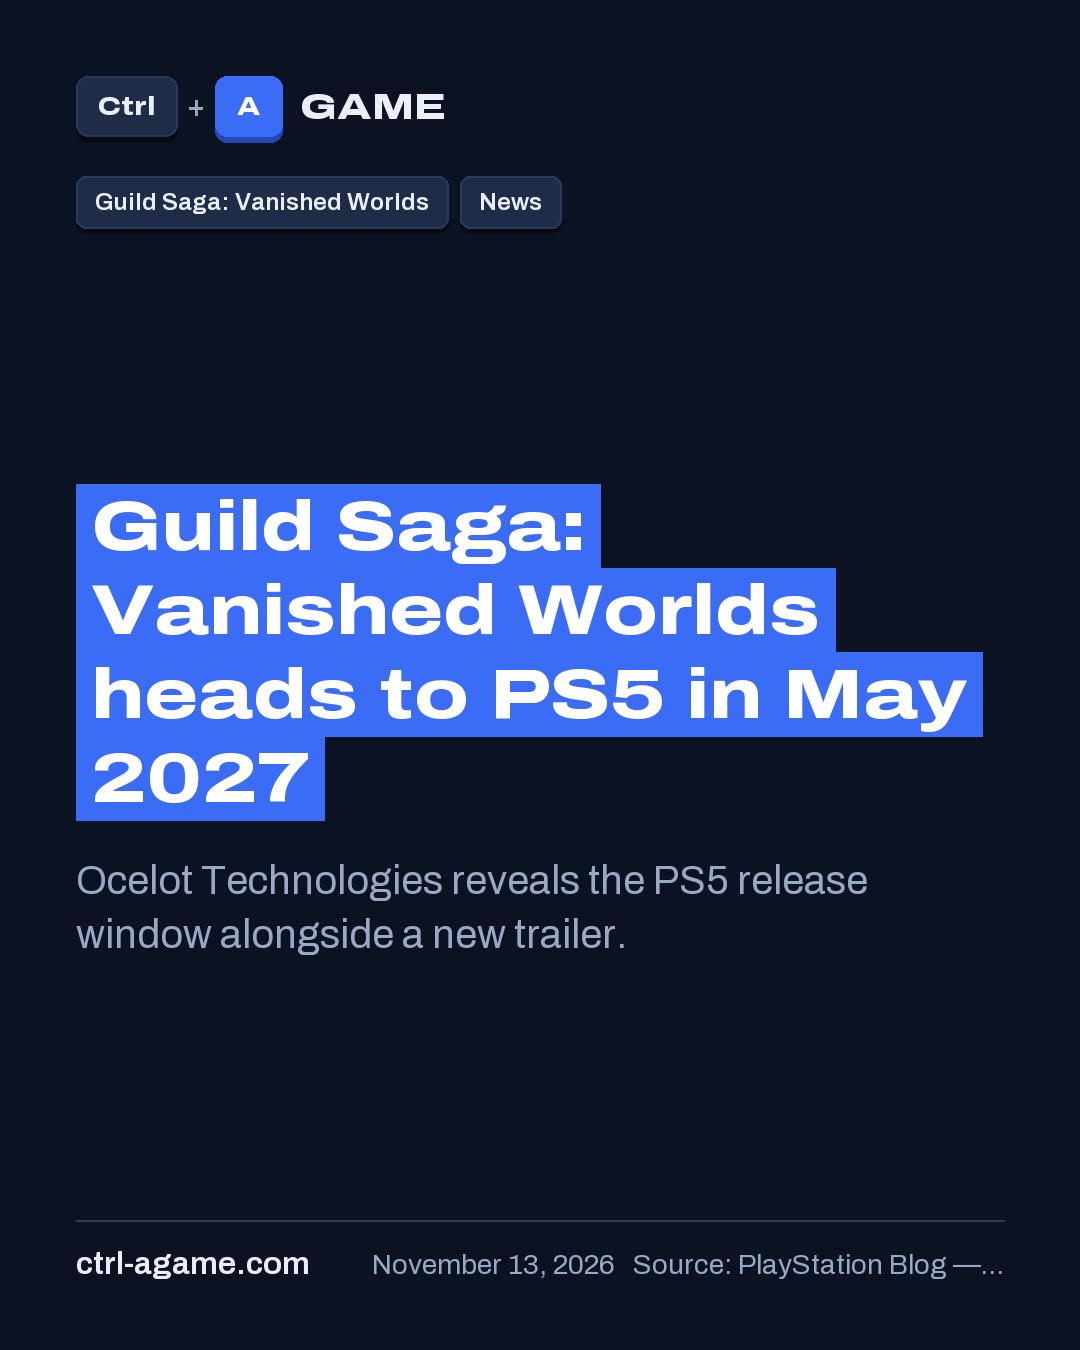 Ctrl + A GAME
Guild Saga: Vanished Worlds News
Guild Saga:
Vanished Worlds
heads to PS5 in May
2027
Ocelot Technologies reveals the PS5 release
window alongside a new trailer.
ctrl-agame.com November 13, 2026 Source: PlayStation Blog —...